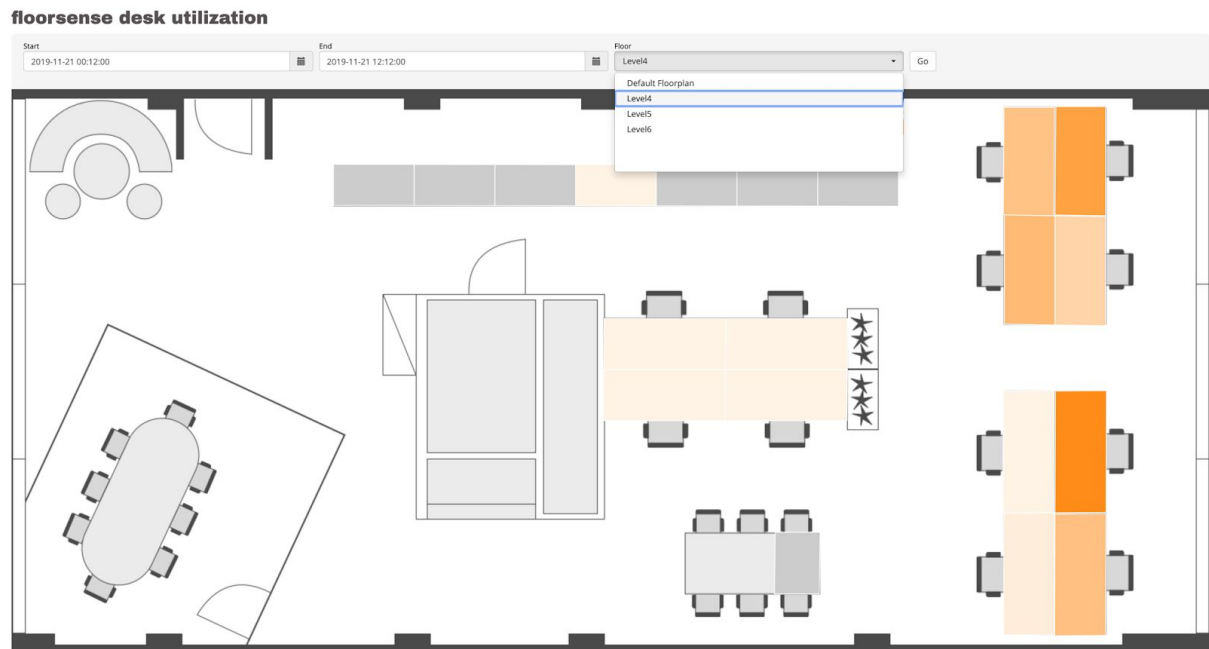 floorsense desk utilization
Start
End
Floor
2019-11-21 00:12:00
2019-11-21 12:12:00
Level4
Go
Default Floorplan
Level4
Level5
Level6